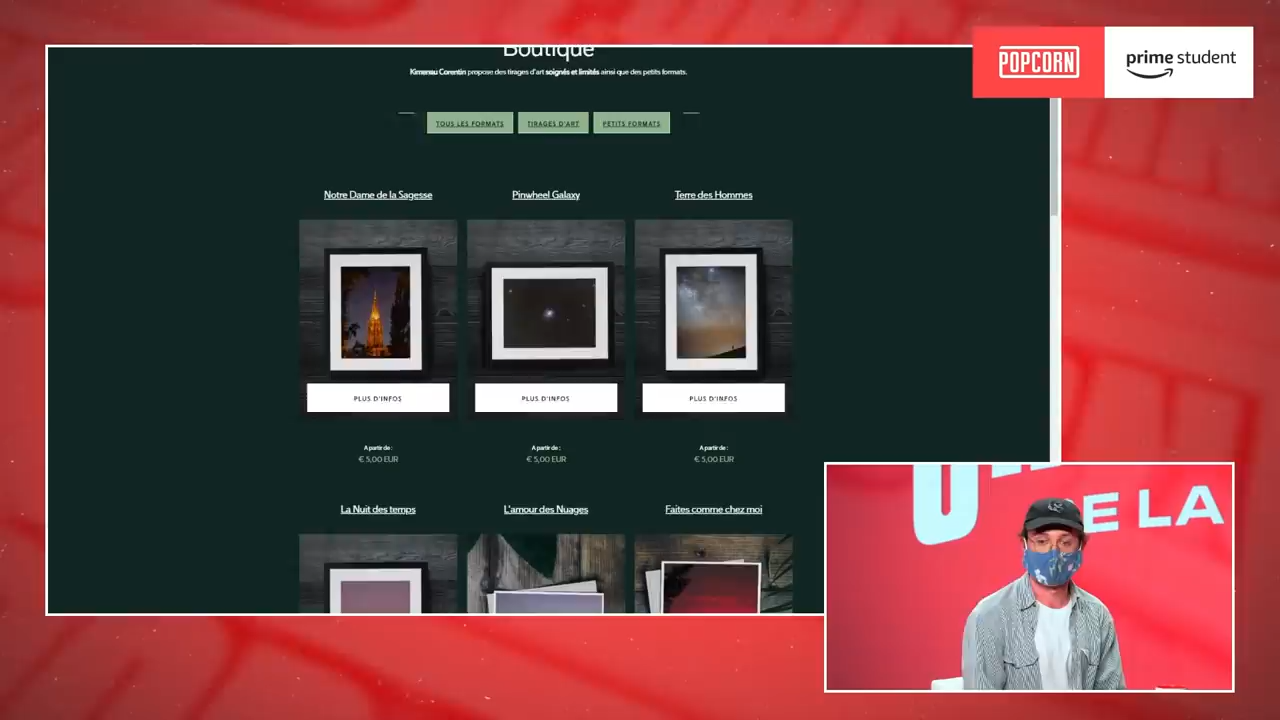 Boutique
Kimenau Corentin propose des tirages d'art soignés et limités ainsi que des petits formats.
POPCORN
prime student
TOUS LES FORMATS
TIRAGES D'ART
PETITS FORMATS
Notre Dame de la Sagesse
Pinwheel Galaxy
Terre des Hommes
PLUS D'INFOS
PLUS D'INFOS
PLUS D'INFOS
A partir de :
A partir de :
A partir de :
€ 5,00 EUR
€ 5,00 EUR
€ 5,00 EUR
La Nuit des temps
L'amour des Nuages
Faites comme chez moi
DE LA